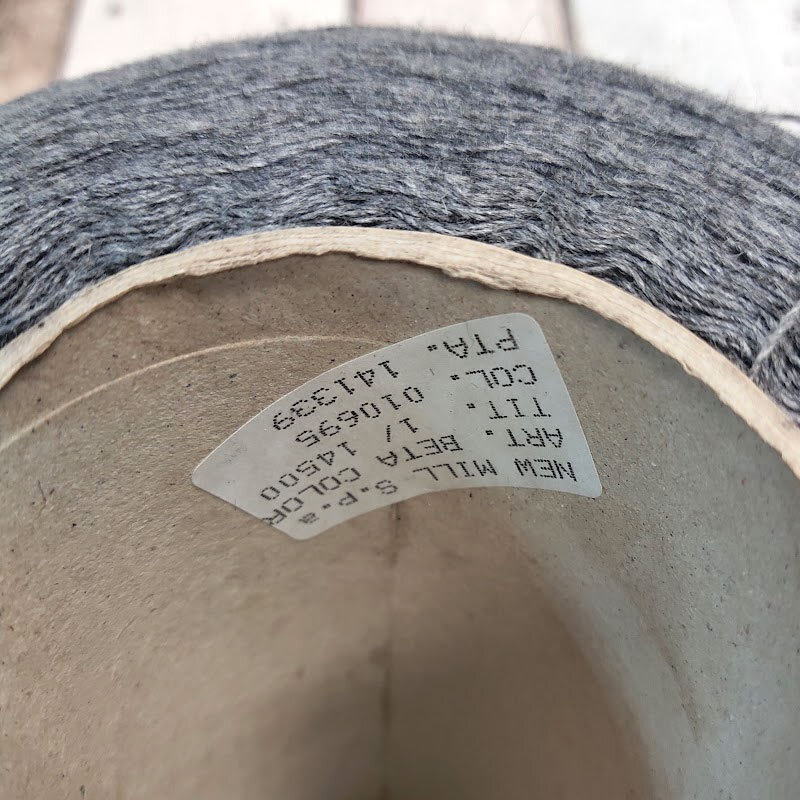 NEW MILL S.p.a
ART. BETA COLOR
TIT. 1/ 14500
COL. 010695
PTA. 141339